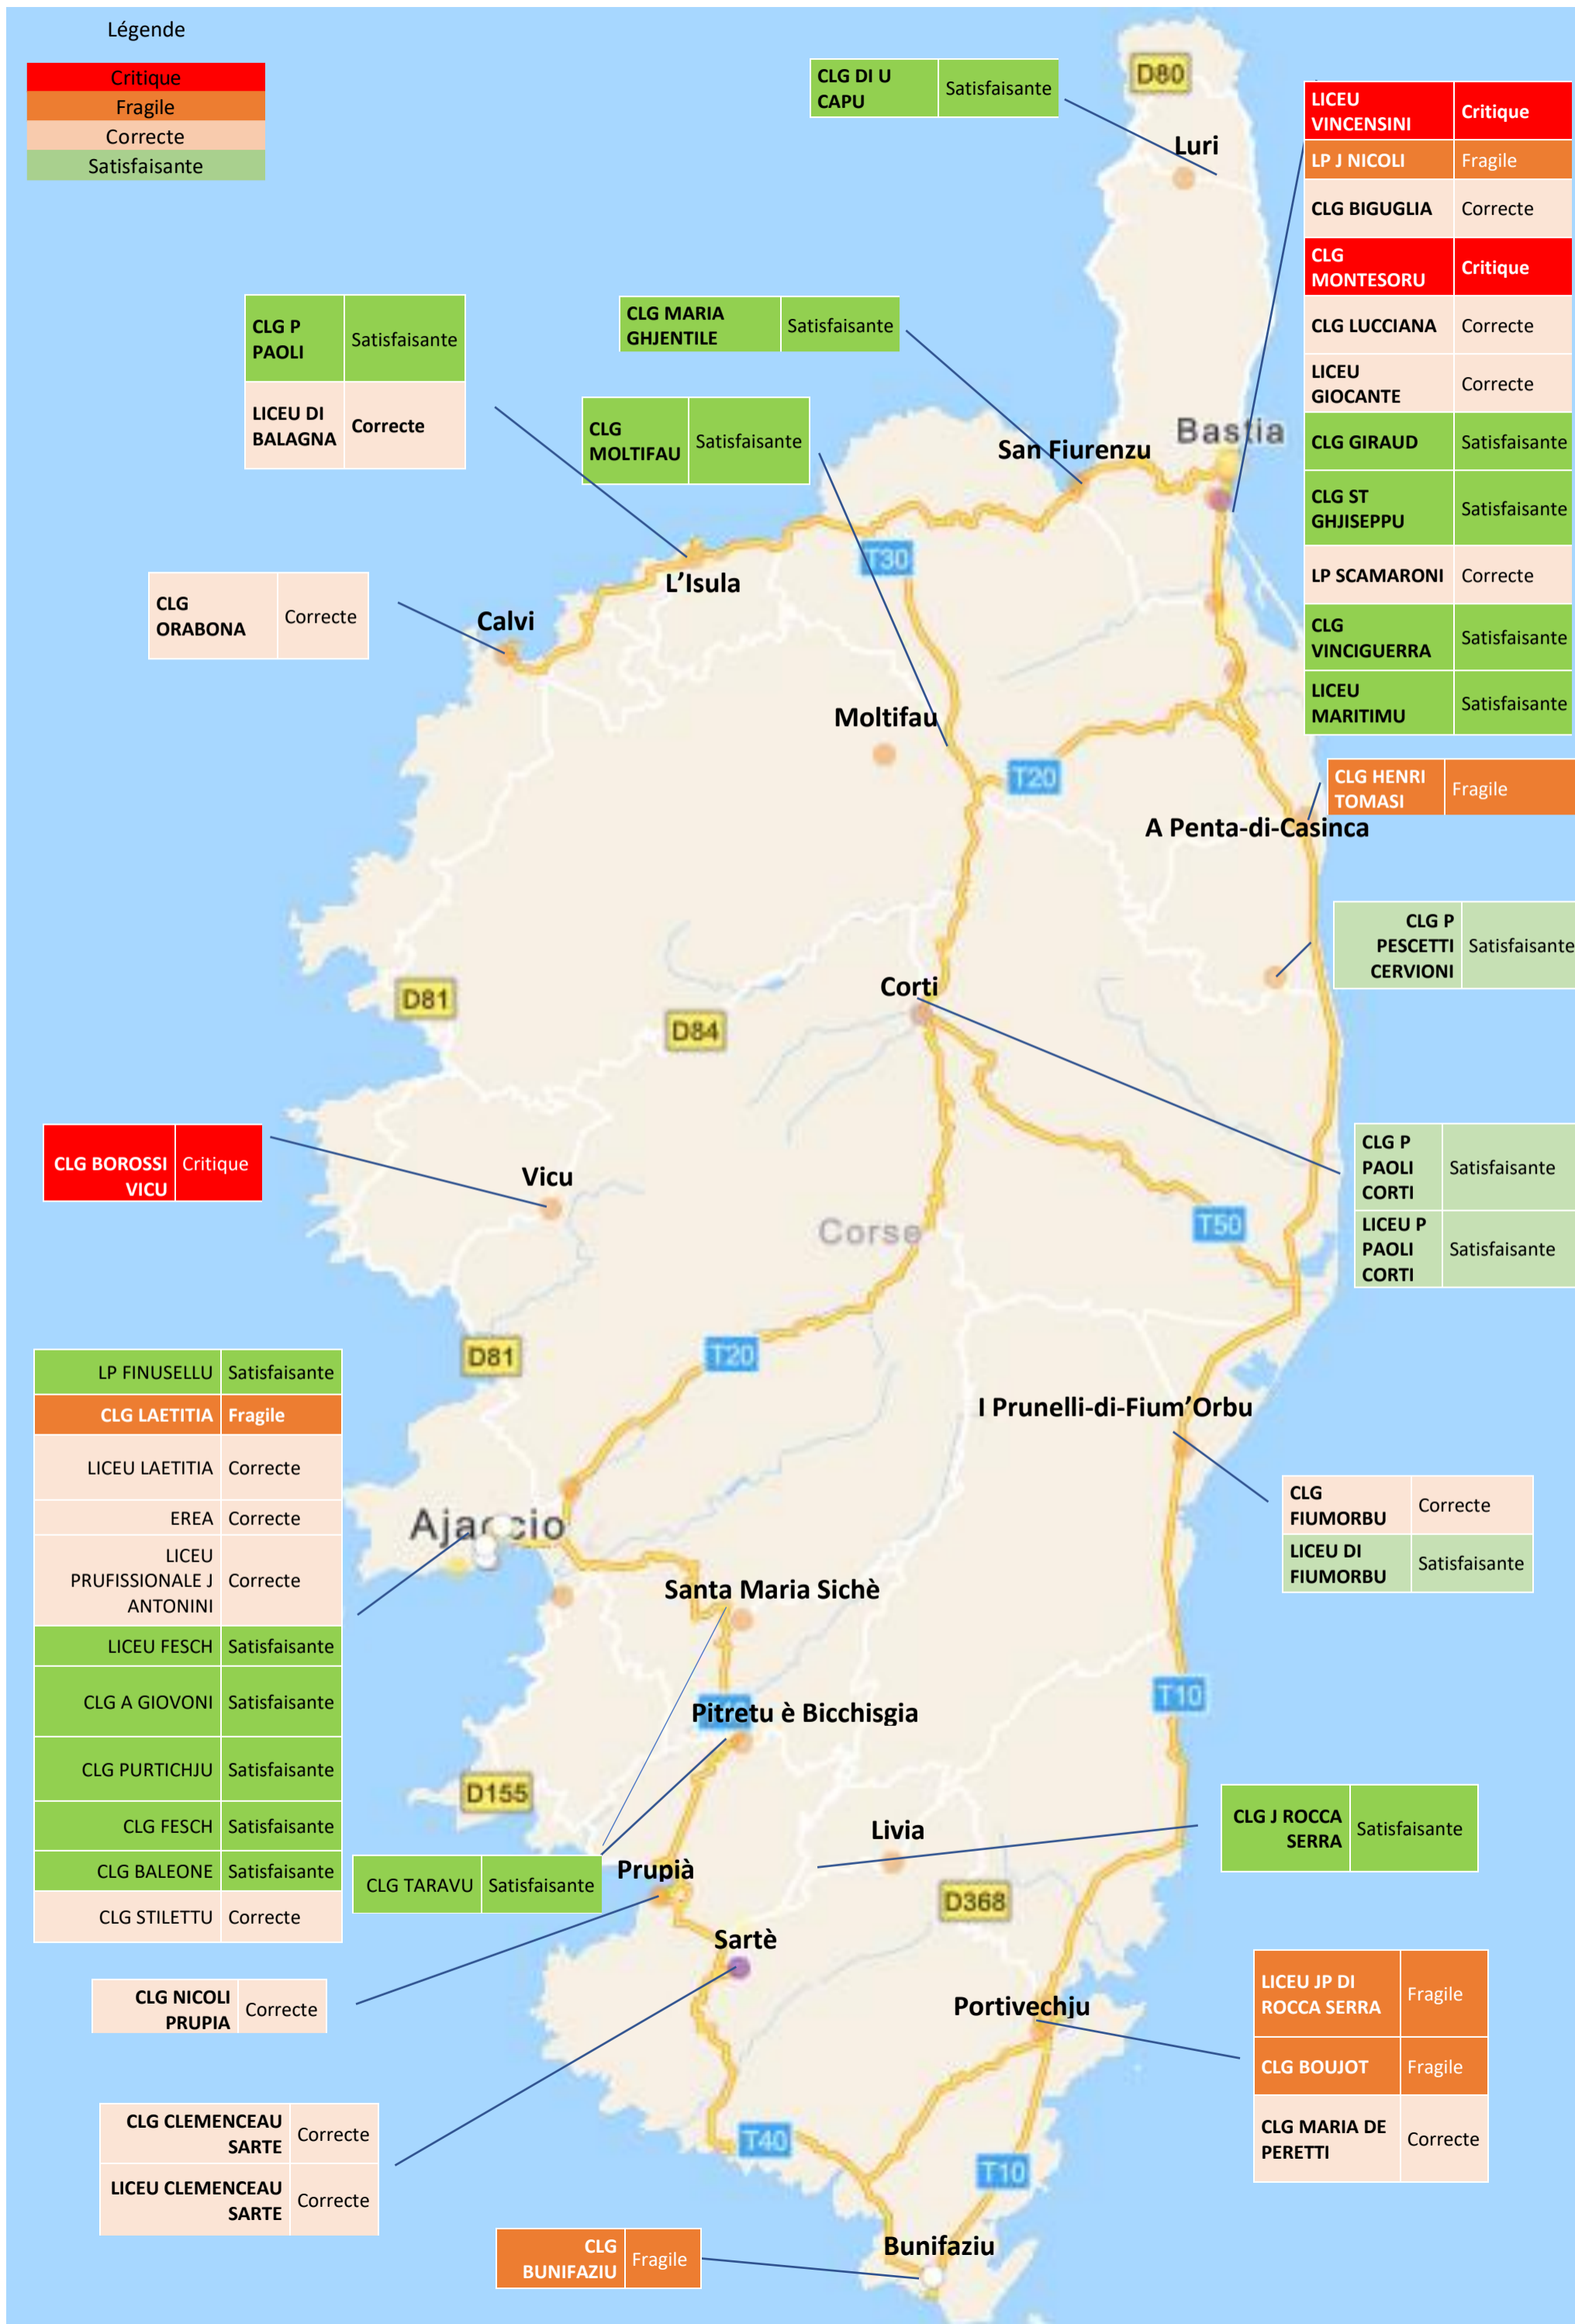 Légende
Critique
Fragile
Correcte
Satisfaisante
CLG DI U
CAPU
Satisfaisante
D80
Luri
LICEU
VINCENSINI
Critique
LP J NICOLI
Fragile
CLG BIGUGLIA
Correcte
CLG
MONTESORU
Critique
CLG LUCCIANA
Correcte
LICEU
GIOCANTE
Correcte
CLG GIRAUD
Satisfaisante
CLG ST
GHJISEPPU
Satisfaisante
LP SCAMARONI
Correcte
CLG
VINCIGUERRA
Satisfaisante
LICEU
MARITIMU
Satisfaisante
CLG P
PAOLI
Satisfaisante
LICEU DI
BALAGNA
Correcte
CLG MARIA
GHJENTILE
Satisfaisante
CLG
MOLTIFAU
Satisfaisante
San Fiurenzu
Bastia
T30
L'Isula
CLG
ORABONA
Correcte
Calvi
Moltifau
T20
CLG HENRI
TOMASI
Fragile
A Penta-di-Casinca
CLG P
PESCETTI
CERVIONI
Satisfaisante
D81
Corti
D84
CLG BOROSSI
VICU
Critique
Vicu
Corse
T50
CLG P
PAOLI
CORTI
Satisfaisante
LICEU P
PAOLI
CORTI
Satisfaisante
D81
T20
LP FINUSELLU
Satisfaisante
CLG LAETITIA
Fragile
LICEU LAETITIA
Correcte
EREA
Correcte
LICEU
PRUFISSIONALE J
ANTONINI
Correcte
LICEU FESCH
Satisfaisante
CLG A GIOVONI
Satisfaisante
CLG PURTICHJU
Satisfaisante
CLG FESCH
Satisfaisante
CLG BALEONE
Satisfaisante
CLG STILETTU
Correcte
I Prunelli-di-Fium'Orbu
CLG
FIUMORBU
Correcte
LICEU DI
FIUMORBU
Satisfaisante
Ajaccio
Santa Maria Sichè
T10
Pitretu è Bicchisgia
D155
CLG TARAVU
Satisfaisante
Prupià
Livia
CLG J ROCCA
SERRA
Satisfaisante
D368
Sartè
CLG NICOLI
PRUPIA
Correcte
Portivechju
LICEU JP DI
ROCCA SERRA
Fragile
CLG BOUJOT
Fragile
CLG MARIA DE
PERETTI
Correcte
CLG CLEMENCEAU
SARTE
Correcte
LICEU CLEMENCEAU
SARTE
Correcte
T40
T10
CLG
BUNIFAZIU
Fragile
Bunifaziu